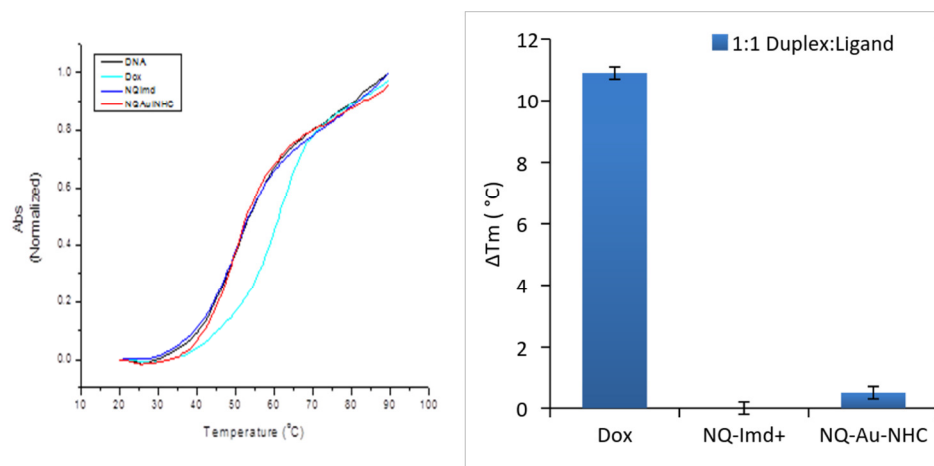 DNA
Dox
NQImd
NQAuINHC
1.0
0.8
0.6
0.4
0.2
0.0
Abs
(Normalized)
10 20 30 40 50 60 70 80 90 100
Temperature (°C)
1:1 Duplex:Ligand
12
10
8
6
4
2
0
ΔTm ( °C)
Dox NQ-Imd+ NQ-Au-NHC